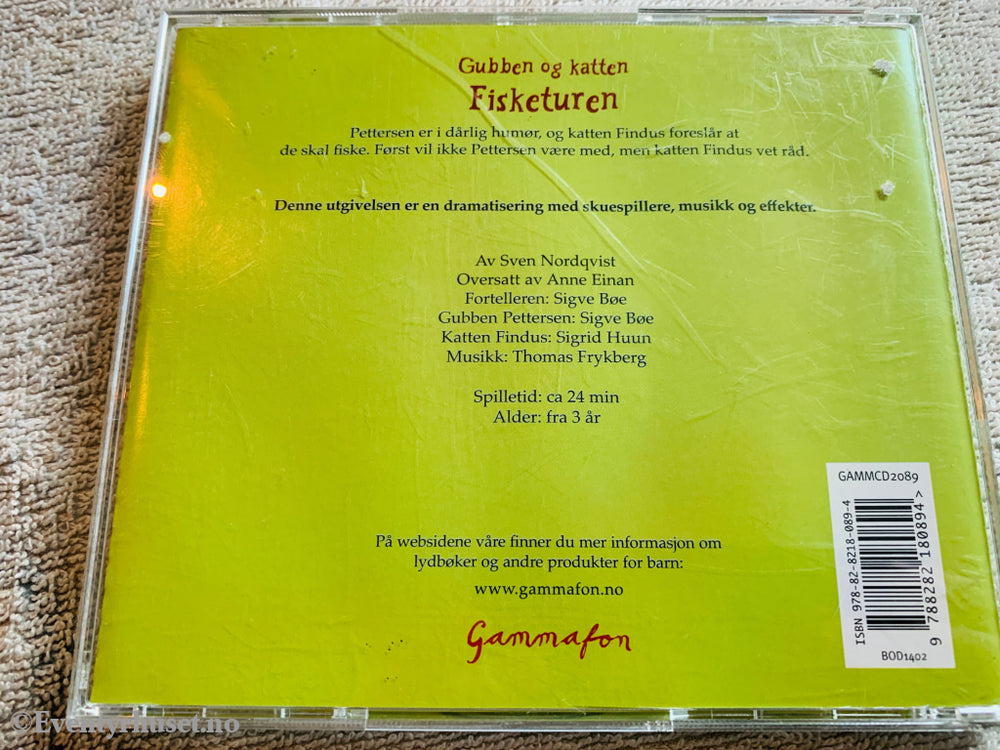 Gubben og katten
Fisketuren
Pettersen er i dårlig humør, og katten Findus foreslår at
de skal fiske. Først vil ikke Pettersen være med, men katten Findus vet råd.
Denne utgivelsen er en dramatisering med skuespillere, musikk og effekter.
Av Sven Nordqvist
Oversatt av Anne Einan
Fortelleren: Sigve Bøe
Gubben Pettersen: Sigve Bøe
Katten Findus: Sigrid Huun
Musikk: Thomas Frykberg
Spilletid: ca 24 min
Alder: fra 3 år
På websidene våre finner du mer informasjon om
lydbøker og andre produkter for barn:
www.gammafon.no
Gammafon
GAMMCD2089
ISBN 978-82-8218-089-4
9 788282 180894 >
BOD1402
©Eventyrhuset.no